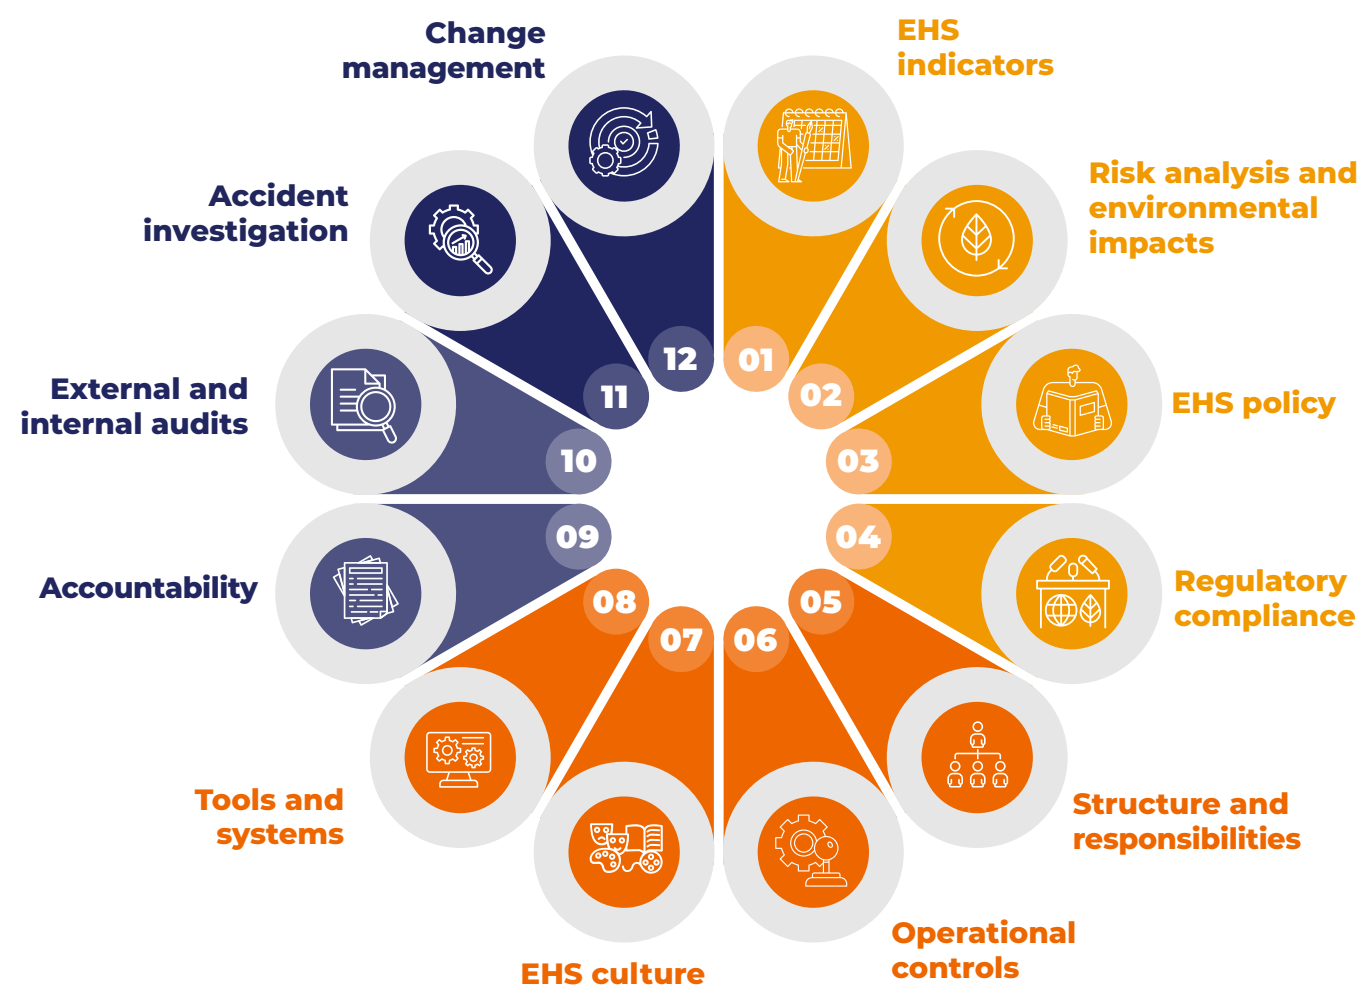 EHS
indicators
01
Risk analysis and
environmental
impacts
02
EHS policy
03
Regulatory
compliance
04
Structure and
responsibilities
05
Operational
controls
06
EHS culture
07
Tools and
systems
08
Accountability
09
External and
internal audits
10
Accident
investigation
11
Change
management
12